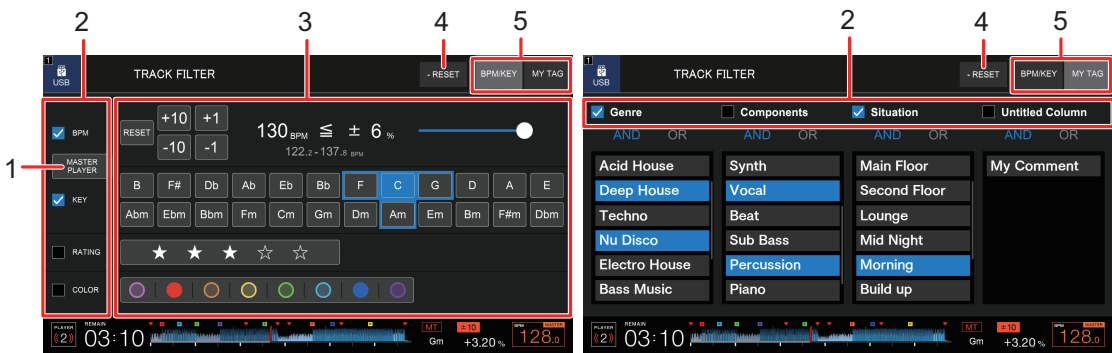 2 3 4 5
1 USB TRACK FILTER - RESET BPM/KEY MY TAG
BPM RESET +10 +1 130 BPM ≦ ± 6 %
-10 -1 122.2 - 137.8 BPM
1 MASTER PLAYER
KEY B F# Db Ab Eb Bb F C G D A E
Abm Ebm Bbm Fm Cm Gm Dm Am Em Bm F#m Dbm
RATING ★ ★ ★ ☆ ☆
COLOR
PLAYER 2 REMAIN 03:10 MT ±10 BPM MASTER
Gm +3.20 % 128.0
2 4 5
1 USB TRACK FILTER - RESET BPM/KEY MY TAG
Genre Components Situation Untitled Column
AND OR AND OR AND OR AND OR
Acid House Synth Main Floor My Comment
Deep House Vocal Second Floor
Techno Beat Lounge
Nu Disco Sub Bass Mid Night
Electro House Percussion Morning
Bass Music Piano Build up
PLAYER 2 REMAIN 03:10 MT ±10 BPM MASTER
Gm +3.20 % 128.0